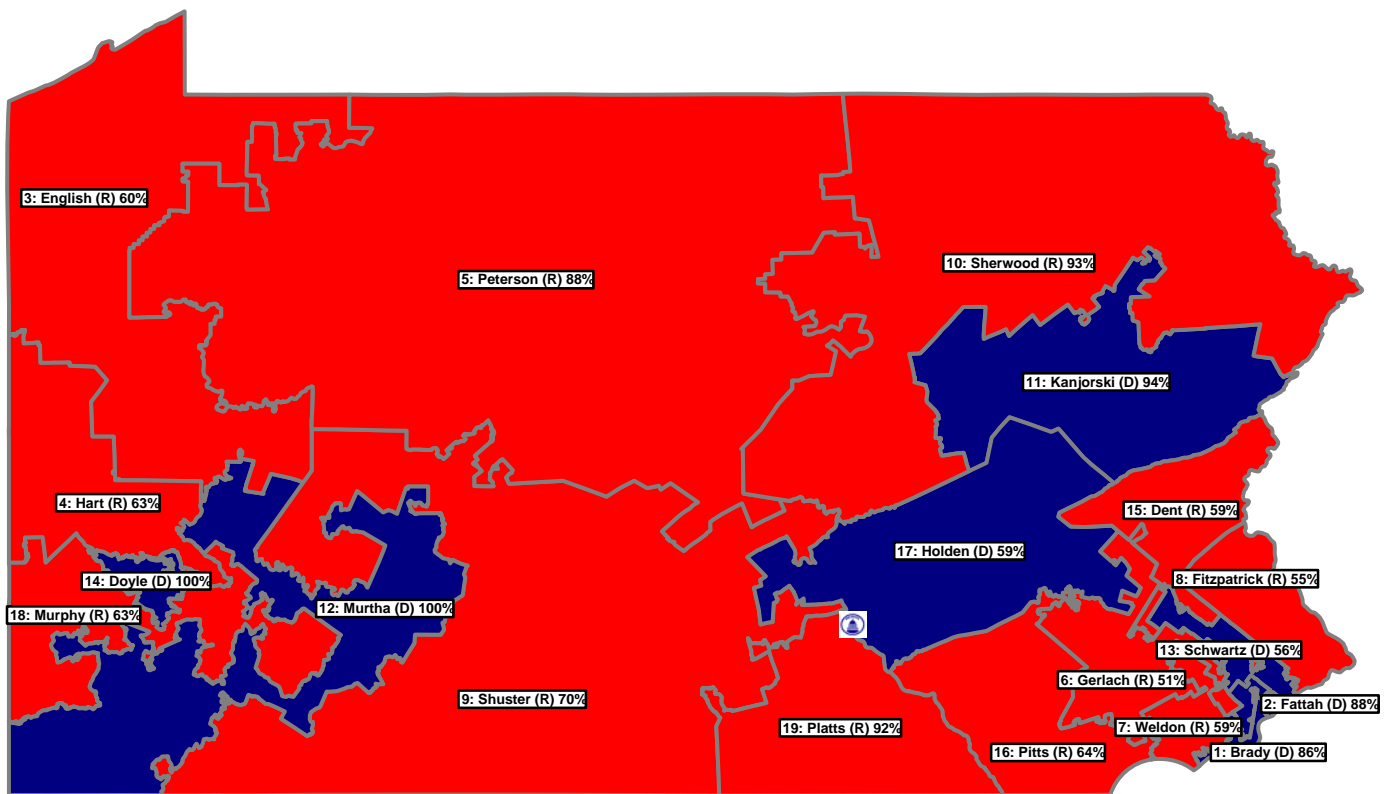 3: English (R) 60%
10: Sherwood (R) 93%
5: Peterson (R) 88%
11: Kanjorski (D) 94%
4: Hart (R) 63%
15: Dent (R) 59%
17: Holden (D) 59%
14: Doyle (D) 100%
8: Fitzpatrick (R) 55%
12: Murtha (D) 100%
18: Murphy (R) 63%
13: Schwartz (D) 56%
6: Gerlach (R) 51%
9: Shuster (R) 70%
2: Fattah (D) 88%
19: Platts (R) 92%
7: Weldon (R) 59%
16: Pitts (R) 64%
1: Brady (D) 86%